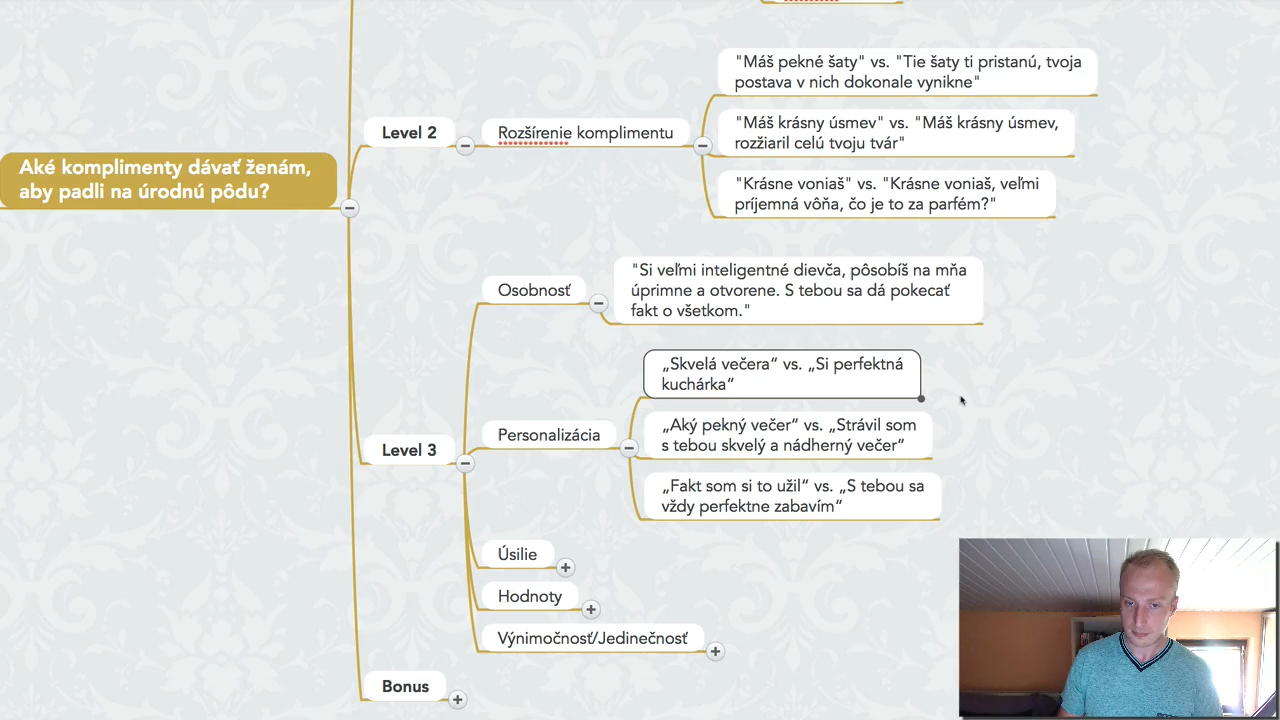 Aké komplimenty dávať ženám,
aby padli na úrodnú pôdu?
Level 2
Rozšírenie komplimentu
"Máš pekné šaty" vs. "Tie šaty ti pristanú, tvoja
postava v nich dokonale vynikne"
"Máš krásny úsmev" vs. "Máš krásny úsmev,
rozžiaril celú tvoju tvár"
"Krásne voniaš" vs. "Krásne voniaš, veľmi
príjemná vôňa, čo je to za parfém?"
Level 3
Osobnosť
"Si veľmi inteligentné dievča, pôsobíš na mňa
úprimne a otvorene. S tebou sa dá pokecať
fakt o všetkom."
Personalizácia
„Skvelá večera“ vs. „Si perfektná
kuchárka“
„Aký pekný večer“ vs. „Strávil som
s tebou skvelý a nádherný večer“
„Fakt som si to užil“ vs. „S tebou sa
vždy perfektne zabavím“
Úsilie
Hodnoty
Výnimočnosť/Jedinečnosť
Bonus